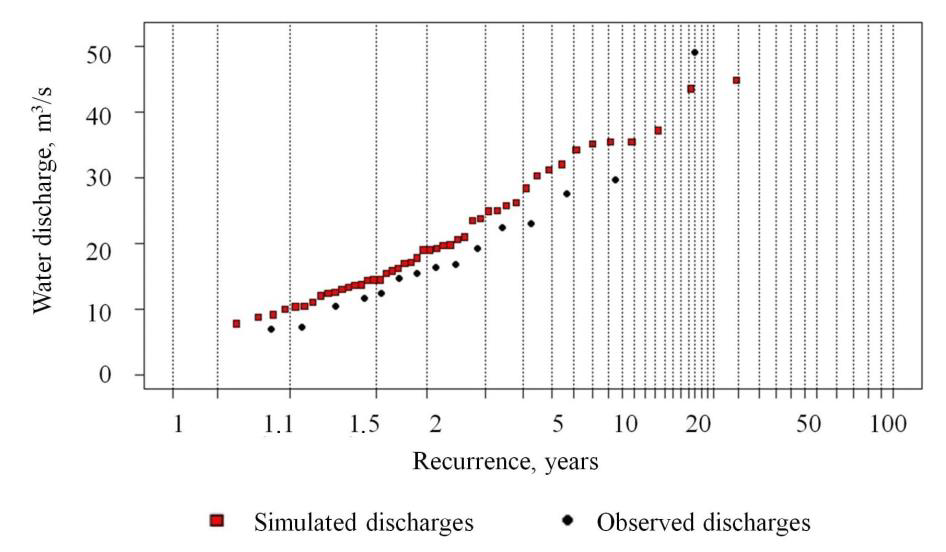 50
40
30
20
10
0
Water discharge, m³/s
1 1.1 1.5 2 5 10 20 50 100
Recurrence, years
Simulated discharges Observed discharges